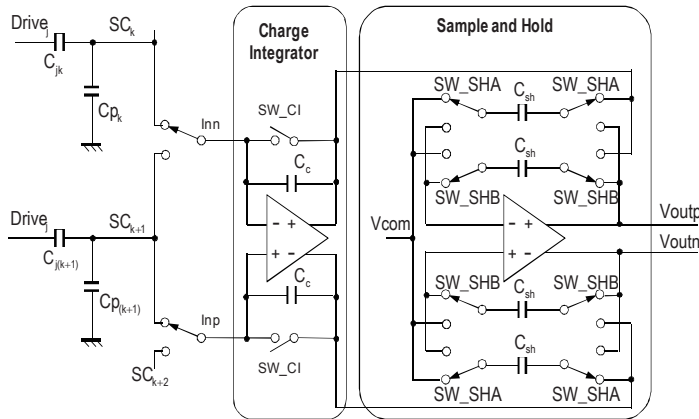 Drive_j
SC_k
C_jk
Cp_k
Inn
Charge
Integrator
SW_CI
C_c
- +
+ -
C_c
SW_CI
Sample and Hold
SW_SHA
C_sh
SW_SHA
C_sh
SW_SHB
SW_SHB
Vcom
- +
+ -
Voutp
Voutn
SW_SHB
C_sh
SW_SHB
C_sh
SW_SHA
SW_SHA
Drive_j
SC_k+1
C_j(k+1)
Cp_(k+1)
Inp
SC_k+2